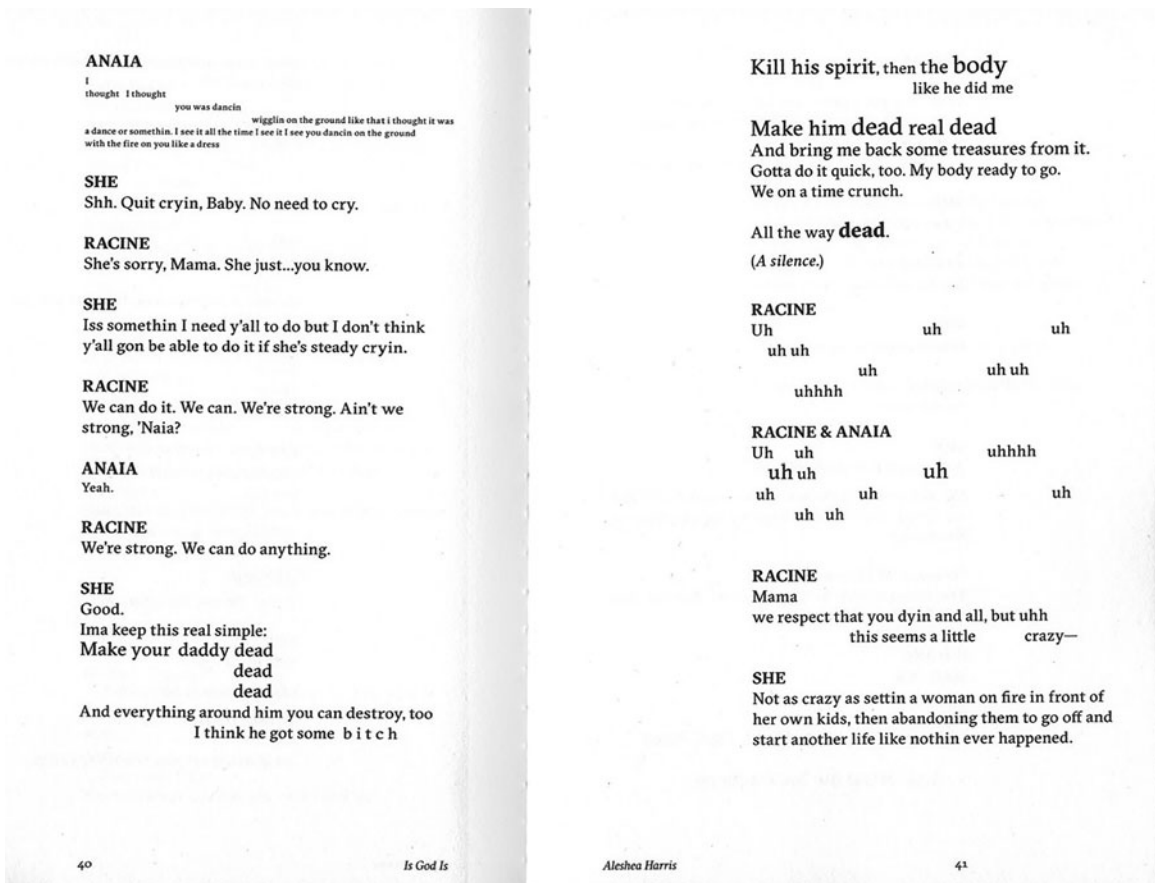 ANAIA
I
thought I thought
you was dancin
wigglin on the ground like that i thought it was
a dance or somethin. I see it all the time I see it I see you dancin on the ground
with the fire on you like a dress
SHE
Shh. Quit cryin, Baby. No need to cry.
RACINE
She's sorry, Mama. She just...you know.
SHE
Iss somethin I need y'all to do but I don't think
y'all gon be able to do it if she's steady cryin.
RACINE
We can do it. We can. We're strong. Ain't we
strong, 'Naia?
ANAIA
Yeah.
RACINE
We're strong. We can do anything.
SHE
Good.
Ima keep this real simple:
Make your daddy dead
dead
dead
And everything around him you can destroy, too
I think he got some b i t c h
40 Is God Is
Kill his spirit, then the body
like he did me
Make him dead real dead
And bring me back some treasures from it.
Gotta do it quick, too. My body ready to go.
We on a time crunch.
All the way dead.
(A silence.)
RACINE
Uh uh uh
uh uh
uh uh uh
uhhhh
RACINE & ANAIA
Uh uh uhhhh
uh uh uh
uh uh uh
uh uh
RACINE
Mama
we respect that you dyin and all, but uhh
this seems a little crazy—
SHE
Not as crazy as settin a woman on fire in front of
her own kids, then abandoning them to go off and
start another life like nothin ever happened.
Aleshea Harris 41